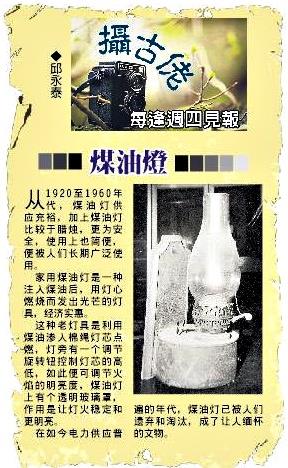 攝古佬
每逢週四見報
◆邱永泰
煤油燈
从1920至1960年
代，煤油灯供
应充裕，加上煤油灯
比较于腊烛，更为安
全，使用上也简便，
便被人们长期广泛使
用。
家用煤油灯是一种
注人煤油后，用灯心
燃烧而发出光芒的灯
具，经济实惠。
这种老灯具是利用
煤油渗人棉绳灯芯点
燃，灯旁有一个调节
旋转钮控制灯芯的高
低，如此便可调节火
焰的明亮度，煤油灯
上有个透明玻璃罩，
作用是让灯火稳定和
更明亮。
在如今电力供应普
遍的年代，煤油灯已被人们
遗弃和淘汰，成了让人缅怀
的文物。